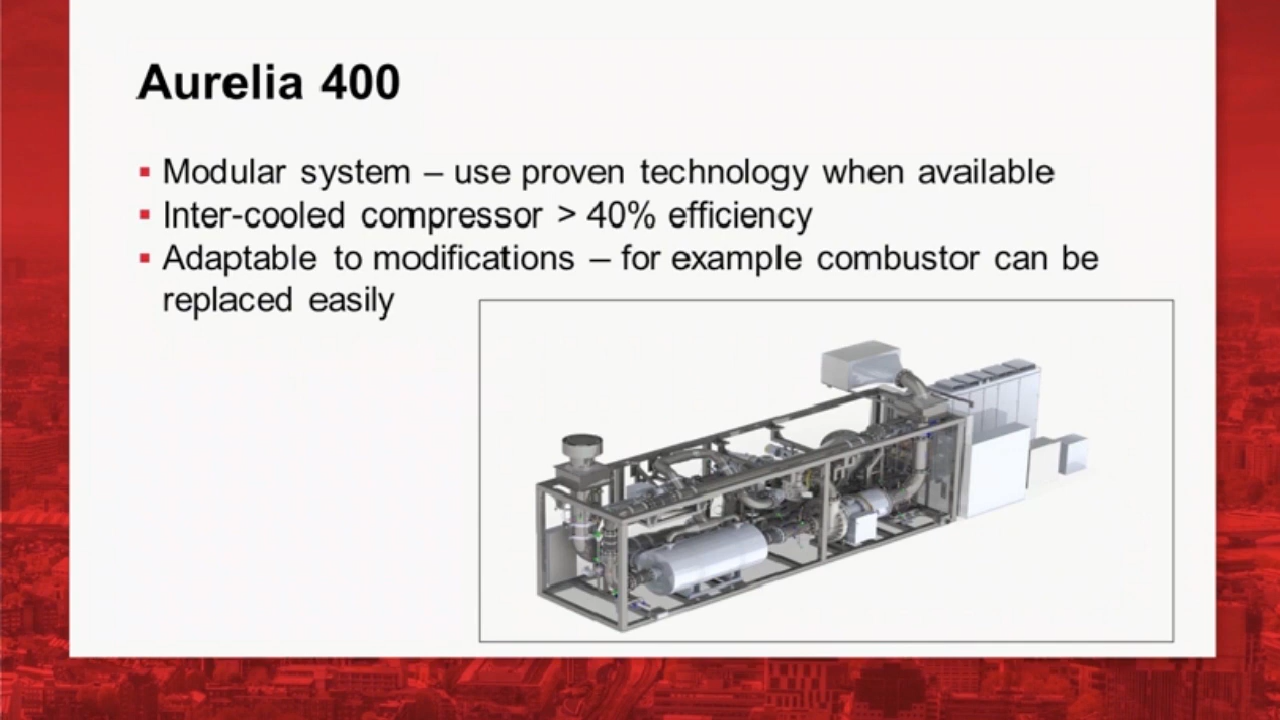 Aurelia 400
▪ Modular system – use proven technology when available
▪ Inter-cooled compressor > 40% efficiency
▪ Adaptable to modifications – for example combustor can be
replaced easily